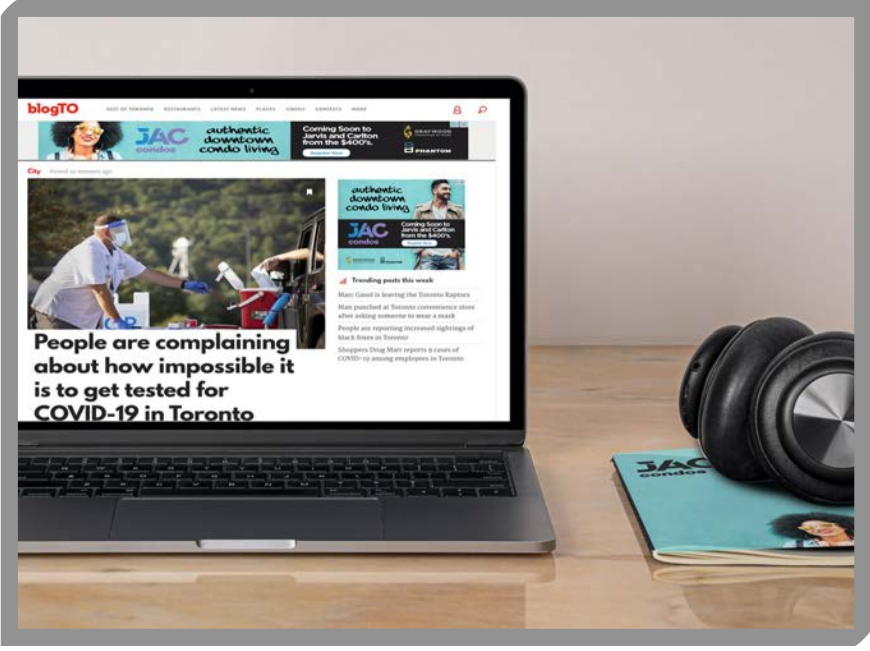 blogTO
BEST OF TORONTO RESTAURANTS LATEST NEWS PLACES VIDEOS CONTESTS MORE
JAC
condos
authentic
downtown
condo living
Coming Soon to
Jarvis and Carlton
from the $400's.
Register Now
GRAYWOOD
PHANTOM
City
authentic
downtown
condo living
JAC
condos
Coming Soon to
Jarvis and Carlton
from the $400's.
Trending posts this week
Marc Gasol is leaving the Toronto Raptors
Man punched at Toronto convenience store
after asking someone to wear a mask
People are reporting increased sightings of
black foxes in Toronto
Shoppers Drug Mart reports 9 cases of
COVID-19 among employees in Toronto
People are complaining
about how impossible it
is to get tested for
COVID-19 in Toronto
JAC
condos